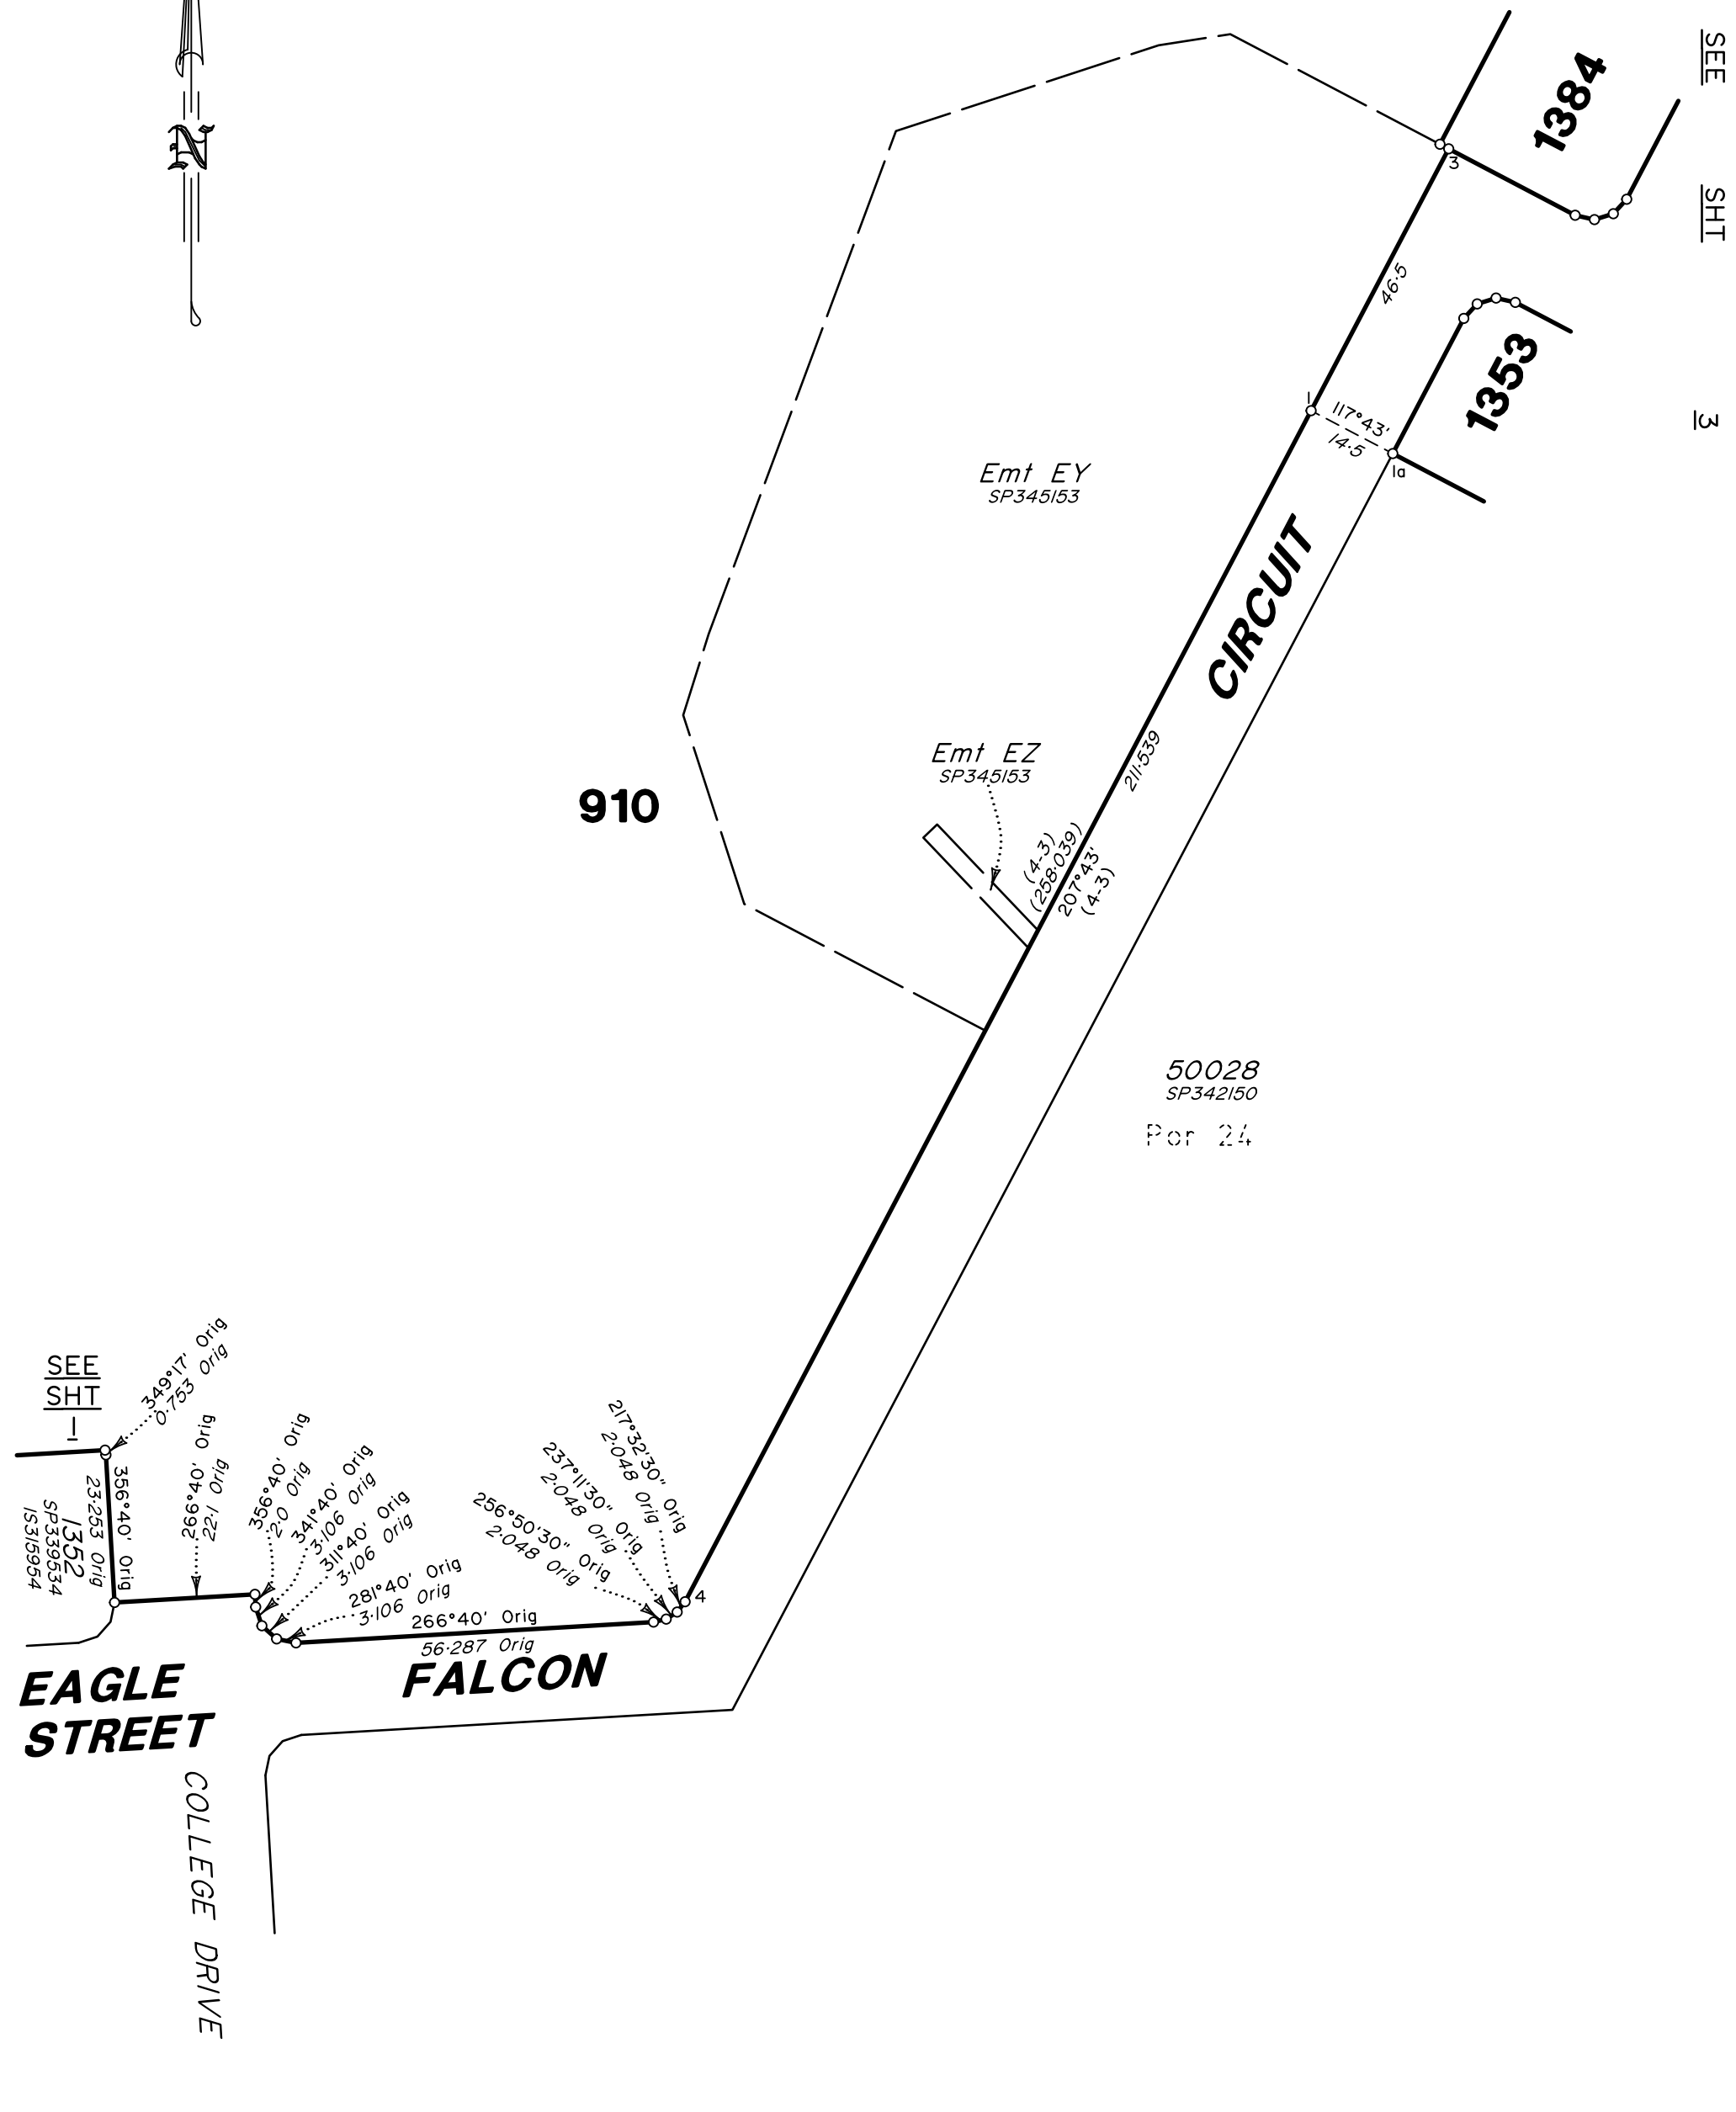 SEE SHT 3
1384
3
46·5
1353
1
117°43'
14·5
1a
Emt EY
SP345153
CIRCUIT
N
Emt EZ
SP345153
211·539
910
(4-3)
(258·039)
207°43'
(4-3)
50028
SP342150
Por 24
SEE
SHT
1
349°17' Orig
0·753 Orig
356°40' Orig
23·253 Orig
1352
SP339534
IS315954
266°40' Orig
22·1 Orig
356°40' Orig
2·0 Orig
341°40' Orig
3·106 Orig
311°40' Orig
3·106 Orig
281°40' Orig
3·106 Orig
266°40' Orig
56·287 Orig
256°50'30" Orig
2·048 Orig
237°11'30" Orig
2·048 Orig
217°32'30" Orig
2·048 Orig
4
FALCON
EAGLE
STREET
COLLEGE DRIVE